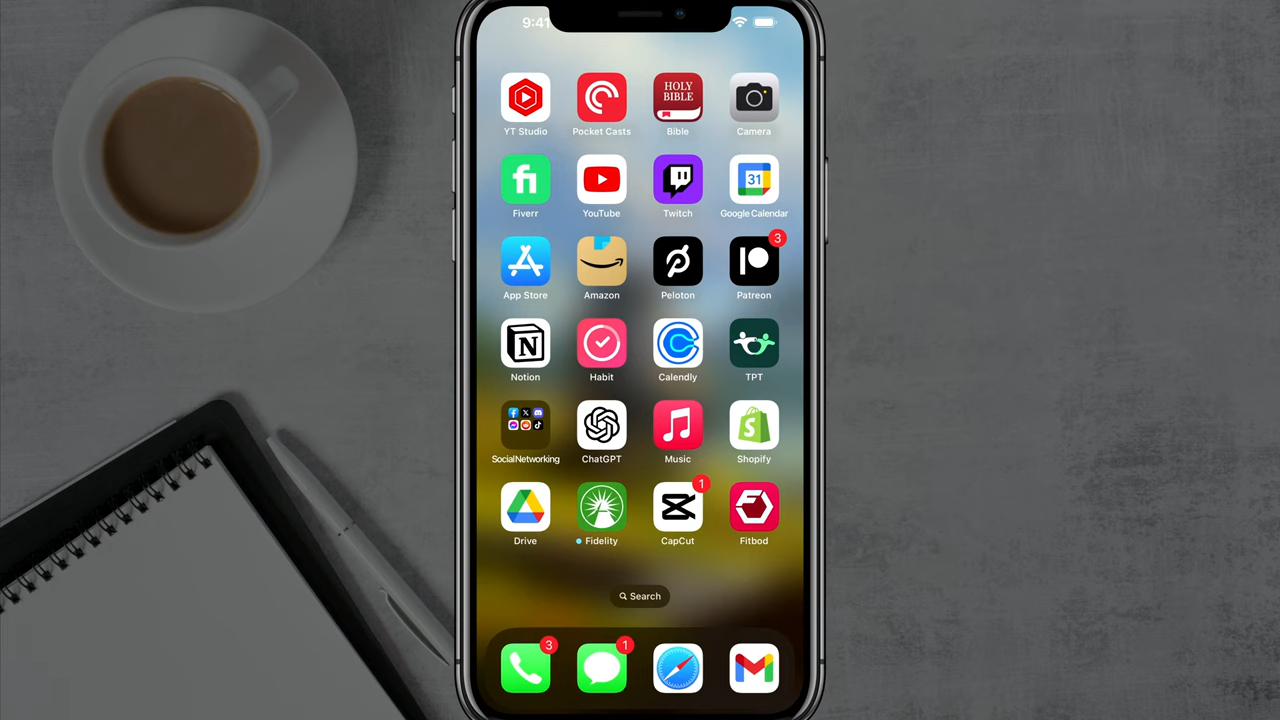 9:41
HOLY
BIBLE
YT Studio Pocket Casts Bible Camera
fi
31
Fiverr YouTube Twitch Google Calendar
3
App Store Amazon Peloton Patreon
N
Notion Habit Calendly TPT
SocialNetworking ChatGPT Music Shopify
1
Drive Fidelity CapCut Fitbod
Search
3 1